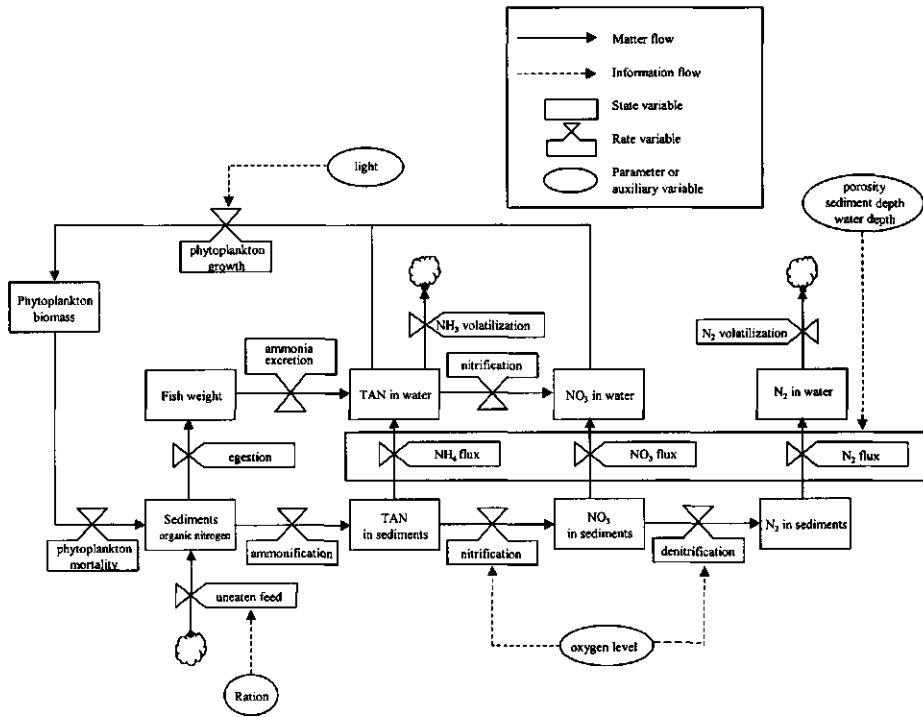 Matter flow
Information flow
State variable
Rate variable
Parameter or
auxiliary variable
light
porosity
sediment depth
water depth
phytoplankton
growth
Phytoplankton
biomass
NH₃ volatilization
N₂ volatilization
ammonia
excretion
nitrification
Fish weight
TAN in water
NO₃ in water
N₂ in water
egestion
NH₄ flux
NO₃ flux
N₂ flux
Sediments
organic nitrogen
TAN
in sediments
NO₃
in sediments
N₂ in sediments
phytoplankton
mortality
ammonification
nitrification
denitrification
uneaten feed
oxygen level
Ration